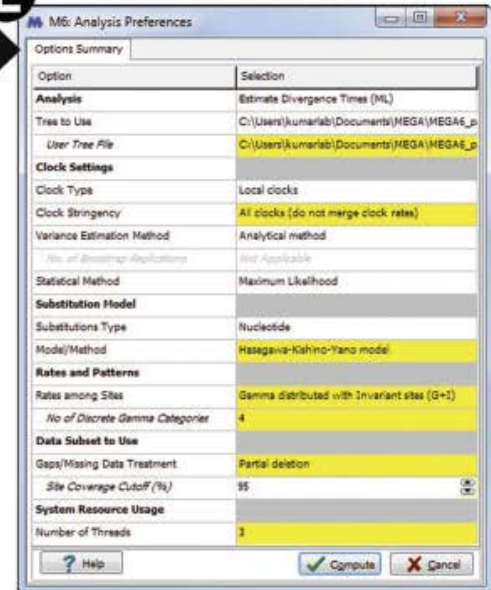 M6: Analysis Preferences
Options Summary
Option Selection
Analysis Estimate Divergence Times (ML)
Tree to Use C:\Users\kumarlab\Documents\MEGA\MEGA6_p
User Tree File C:\Users\kumarlab\Documents\MEGA\MEGA6_p
Clock Settings
Clock Type Local clocks
Clock Stringency All clocks (do not merge clock rates)
Variance Estimation Method Analytical method
No. of Bootstrap Replications Not Applicable
Statistical Method Maximum Likelihood
Substitution Model
Substitutions Type Nucleotide
Model/Method Hasegawa-Kishino-Yano model
Rates and Patterns
Rates among Sites Gamma distributed with Invariant sites (G+I)
No of Discrete Gamma Categories 4
Data Subset to Use
Gaps/Missing Data Treatment Partial deletion
Site Coverage Cutoff (%) 95
System Resource Usage
Number of Threads 3
? Help Compute Cancel